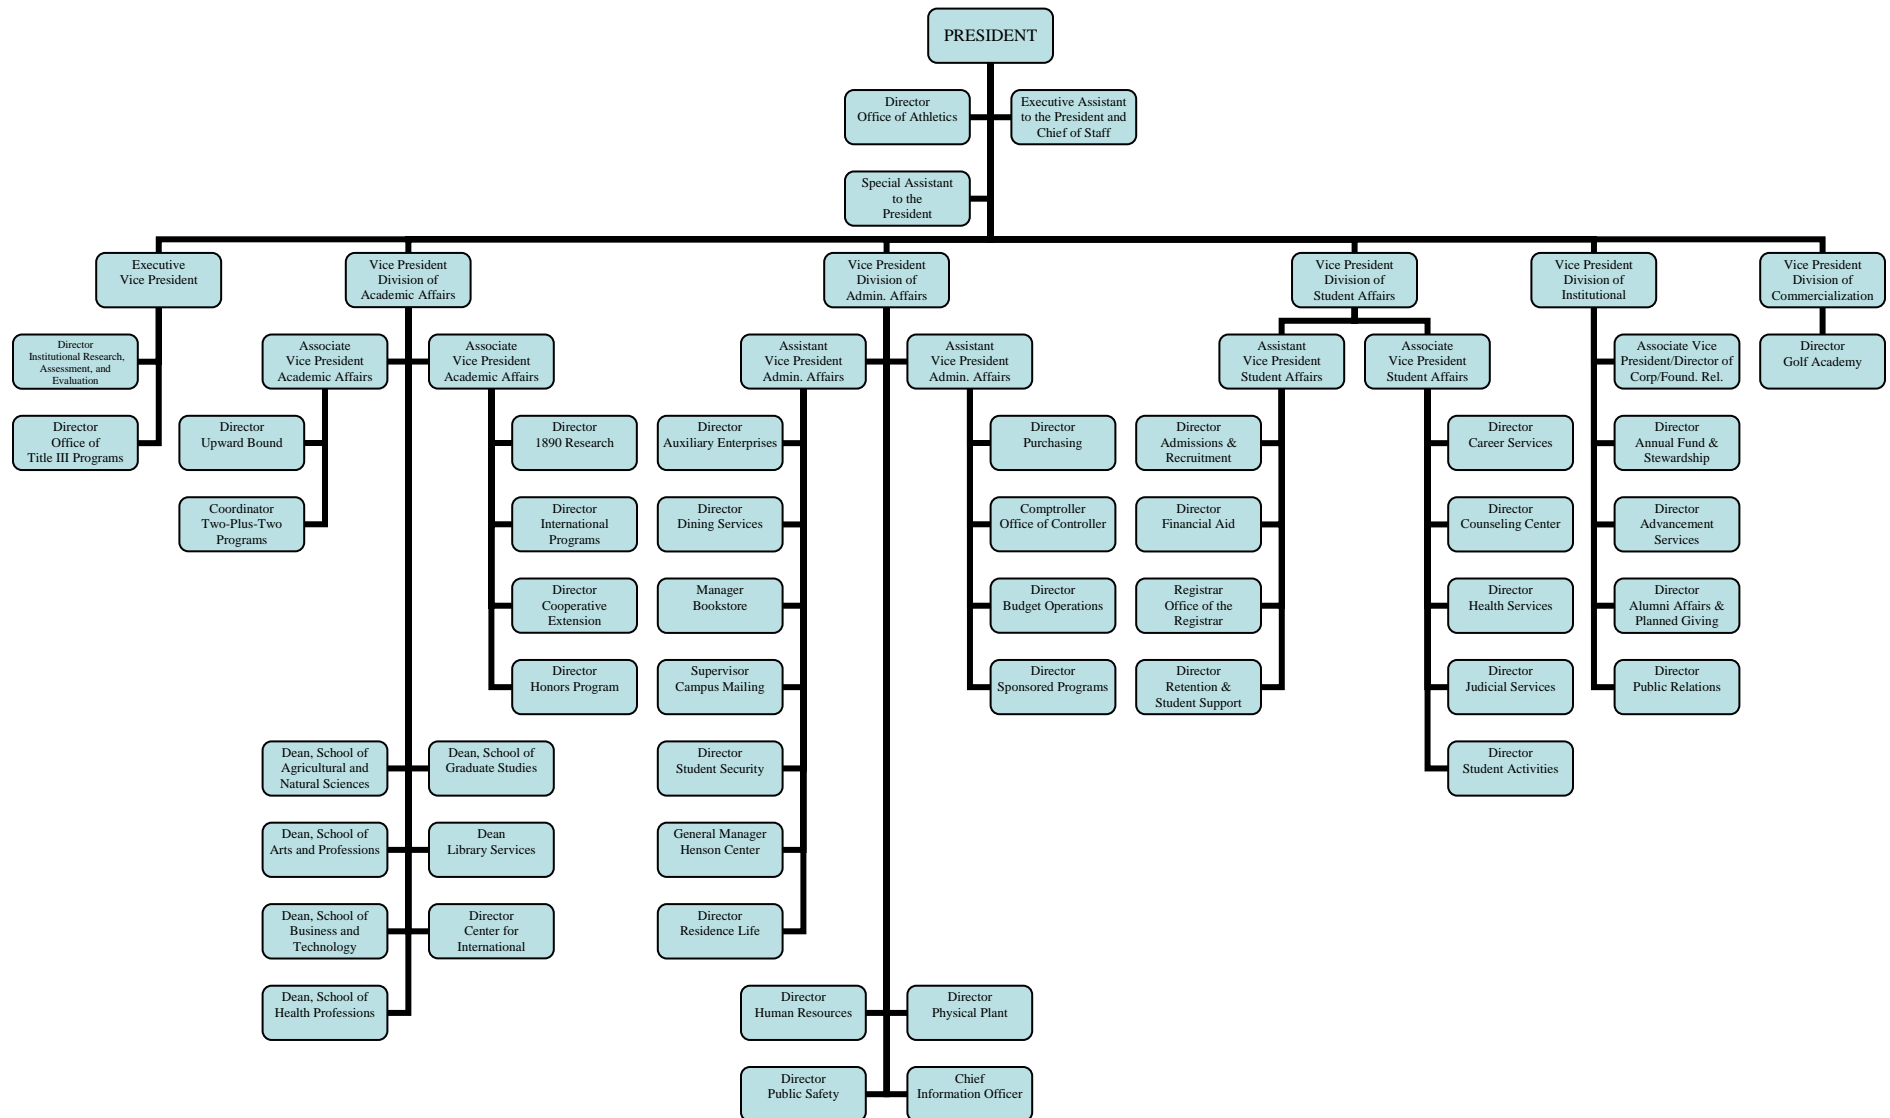 PRESIDENT
Director
Office of Athletics
Executive Assistant
to the President and
Chief of Staff
Special Assistant
to the
President
Executive
Vice President
Vice President
Division of
Academic Affairs
Vice President
Division of
Admin. Affairs
Vice President
Division of
Student Affairs
Vice President
Division of
Institutional
Vice President
Division of
Commercialization
Director
Institutional Research,
Assessment, and
Evaluation
Associate
Vice President
Academic Affairs
Associate
Vice President
Academic Affairs
Assistant
Vice President
Admin. Affairs
Assistant
Vice President
Admin. Affairs
Assistant
Vice President
Student Affairs
Associate
Vice President
Student Affairs
Associate Vice
President/Director of
Corp/Found. Rel.
Director
Golf Academy
Director
Office of
Title III Programs
Director
Upward Bound
Director
1890 Research
Director
Auxiliary Enterprises
Director
Purchasing
Director
Admissions &
Recruitment
Director
Career Services
Director
Annual Fund &
Stewardship
Coordinator
Two-Plus-Two
Programs
Director
International
Programs
Director
Dining Services
Comptroller
Office of Controller
Director
Financial Aid
Director
Counseling Center
Director
Advancement
Services
Director
Cooperative
Extension
Manager
Bookstore
Director
Budget Operations
Registrar
Office of the
Registrar
Director
Health Services
Director
Alumni Affairs &
Planned Giving
Director
Honors Program
Supervisor
Campus Mailing
Director
Sponsored Programs
Director
Retention &
Student Support
Director
Judicial Services
Director
Public Relations
Dean, School of
Agricultural and
Natural Sciences
Dean, School of
Graduate Studies
Director
Student Security
Director
Student Activities
Dean, School of
Arts and Professions
Dean
Library Services
General Manager
Henson Center
Dean, School of
Business and
Technology
Director
Center for
International
Director
Residence Life
Dean, School of
Health Professions
Director
Human Resources
Director
Physical Plant
Director
Public Safety
Chief
Information Officer